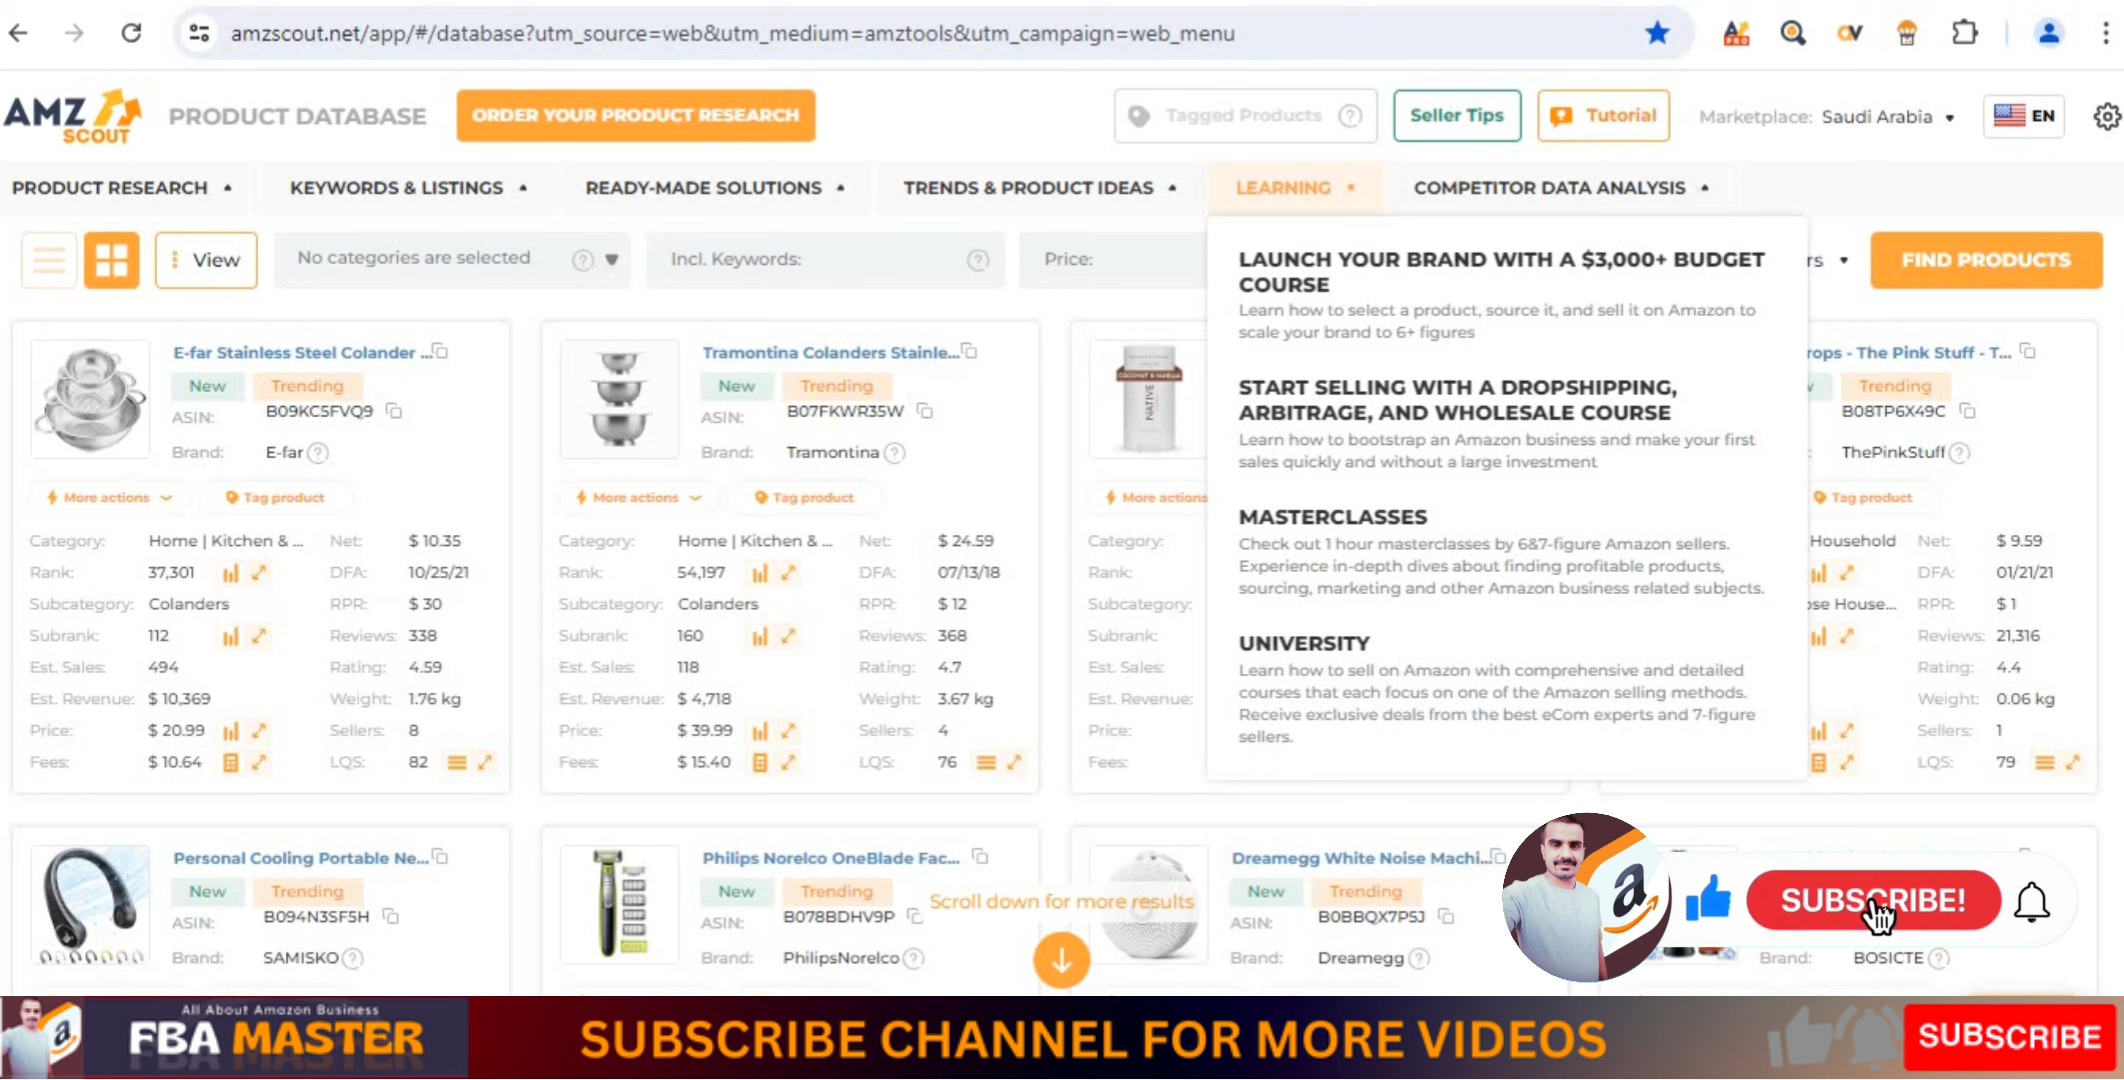 amzscout.net/app/#/database?utm_source=web&utm_medium=amztools&utm_campaign=web_menu
AMZ SCOUT PRODUCT DATABASE ORDER YOUR PRODUCT RESEARCH Tagged Products Seller Tips Tutorial Marketplace: Saudi Arabia EN
PRODUCT RESEARCH KEYWORDS & LISTINGS READY-MADE SOLUTIONS TRENDS & PRODUCT IDEAS LEARNING COMPETITOR DATA ANALYSIS
View No categories are selected Incl. Keywords: Price: rs FIND PRODUCTS
LAUNCH YOUR BRAND WITH A $3,000+ BUDGET
COURSE
Learn how to select a product, source it, and sell it on Amazon to
scale your brand to 6+ figures
START SELLING WITH A DROPSHIPPING,
ARBITRAGE, AND WHOLESALE COURSE
Learn how to bootstrap an Amazon business and make your first
sales quickly and without a large investment
MASTERCLASSES
Check out 1 hour masterclasses by 6&7-figure Amazon sellers.
Experience in-depth dives about finding profitable products,
sourcing, marketing and other Amazon business related subjects.
UNIVERSITY
Learn how to sell on Amazon with comprehensive and detailed
courses that each focus on one of the Amazon selling methods.
Receive exclusive deals from the best eCom experts and 7-figure
sellers.
E-far Stainless Steel Colander ...
New Trending
ASIN: B09KC5FVQ9
Brand: E-far
More actions Tag product
Category: Home | Kitchen & ... Net: $ 10.35
Rank: 37,301 DFA: 10/25/21
Subcategory: Colanders RPR: $ 30
Subrank: 112 Reviews: 338
Est. Sales: 494 Rating: 4.59
Est. Revenue: $ 10,369 Weight: 1.76 kg
Price: $ 20.99 Sellers: 8
Fees: $ 10.64 LQS: 82
Tramontina Colanders Stainle...
New Trending
ASIN: B07FKWR35W
Brand: Tramontina
More actions Tag product
Category: Home | Kitchen & ... Net: $ 24.59
Rank: 54,197 DFA: 07/13/18
Subcategory: Colanders RPR: $ 12
Subrank: 160 Reviews: 368
Est. Sales: 118 Rating: 4.7
Est. Revenue: $ 4,718 Weight: 3.67 kg
Price: $ 39.99 Sellers: 4
Fees: $ 15.40 LQS: 76
COCONUT & VANILLA
NATIVE
More actions
Category:
Rank:
Subcategory:
Subrank:
Est. Sales:
Est. Revenue:
Price:
Fees:
rops - The Pink Stuff - T...
Trending
B08TP6X49C
ThePinkStuff
Tag product
Household Net: $ 9.59
DFA: 01/21/21
ose House... RPR: $ 1
Reviews: 21,316
Rating: 4.4
Weight: 0.06 kg
Sellers: 1
LQS: 79
Personal Cooling Portable Ne...
New Trending
ASIN: B094N3SF5H
Brand: SAMISKO
Philips Norelco OneBlade Fac...
New Trending
ASIN: B078BDHV9P
Brand: PhilipsNorelco
Scroll down for more results
Dreamegg White Noise Machi...
New Trending
ASIN: B0BBQX7P5J
Brand: Dreamegg
a SUBSCRIBE!
Brand: BOSICTE
a All About Amazon Business
FBA MASTER SUBSCRIBE CHANNEL FOR MORE VIDEOS SUBSCRIBE